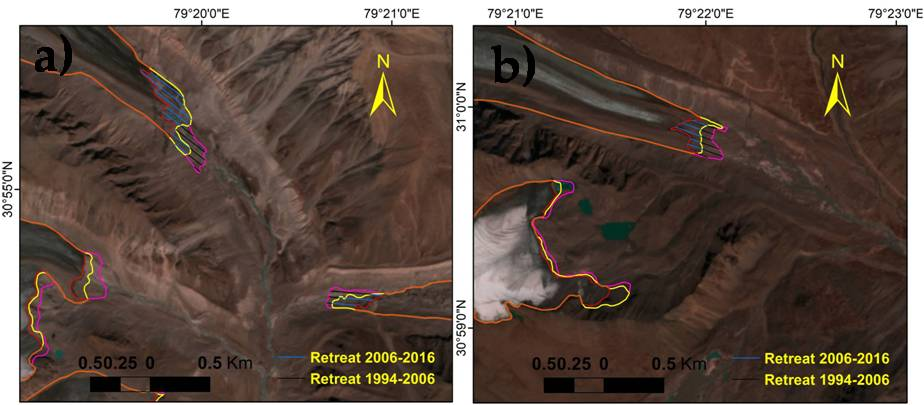 79°20'0"E 79°21'0"E
a)
N
30°55'0"N
0.50.25 0 0.5 Km
Retreat 2006-2016
Retreat 1994-2006
79°21'0"E 79°22'0"E 79°23'0"E
b)
N
31°0'0"N
30°59'0"N
0.50.25 0 0.5 Km
Retreat 2006-2016
Retreat 1994-2006